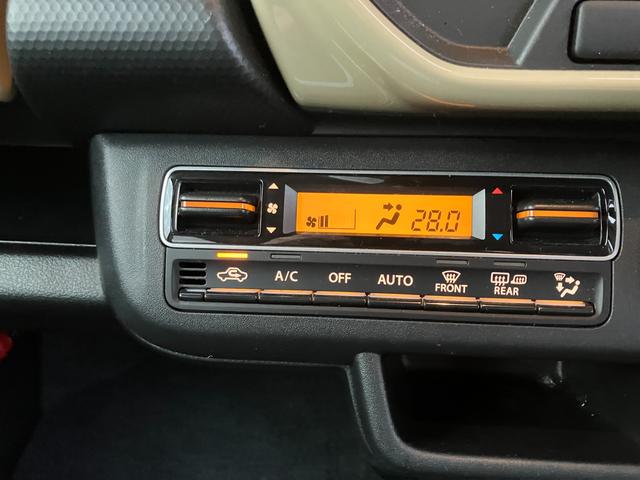 28.0
A/C OFF AUTO FRONT REAR